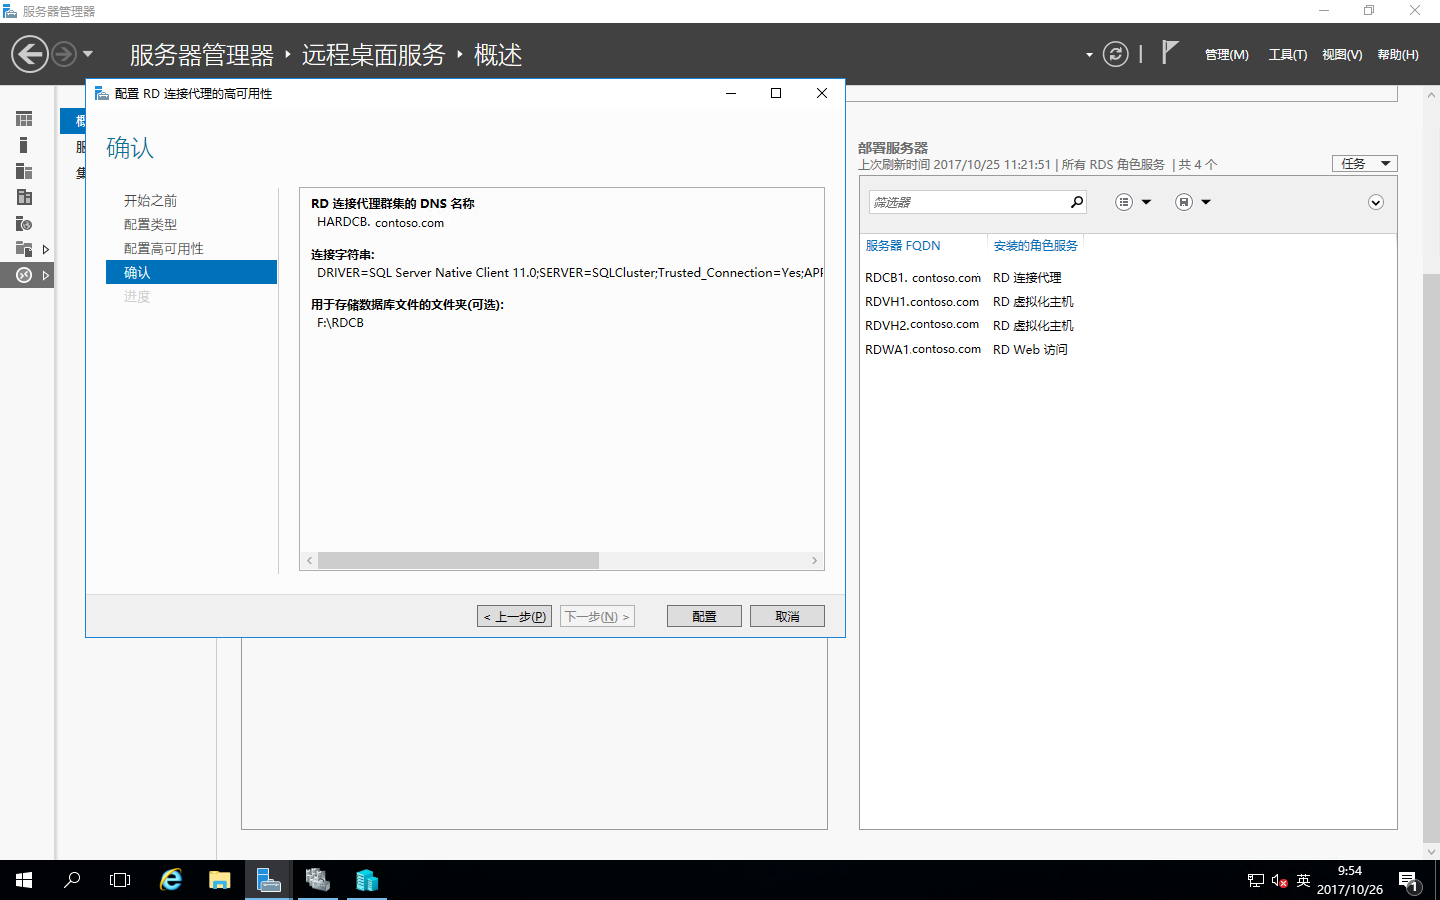 服务器管理器
服务器管理器 · 远程桌面服务 · 概述
管理(M) 工具(T) 视图(V) 帮助(H)
配置 RD 连接代理的高可用性
确认
开始之前
配置类型
配置高可用性
确认
进度
RD 连接代理群集的 DNS 名称
HARDCB. contoso.com
连接字符串:
DRIVER=SQL Server Native Client 11.0;SERVER=SQLCluster;Trusted_Connection=Yes;APP
用于存储数据库文件的文件夹(可选):
F:\RDCB
< 上一步(P) 下一步(N) > 配置 取消
部署服务器
上次刷新时间 2017/10/25 11:21:51 | 所有 RDS 角色服务 | 共 4 个
任务
筛选器
服务器 FQDN 安装的角色服务
RDCB1. contoso.com RD 连接代理
RDVH1.contoso.com RD 虚拟化主机
RDVH2.contoso.com RD 虚拟化主机
RDWA1.contoso.com RD Web 访问
英
9:54
2017/10/26
1